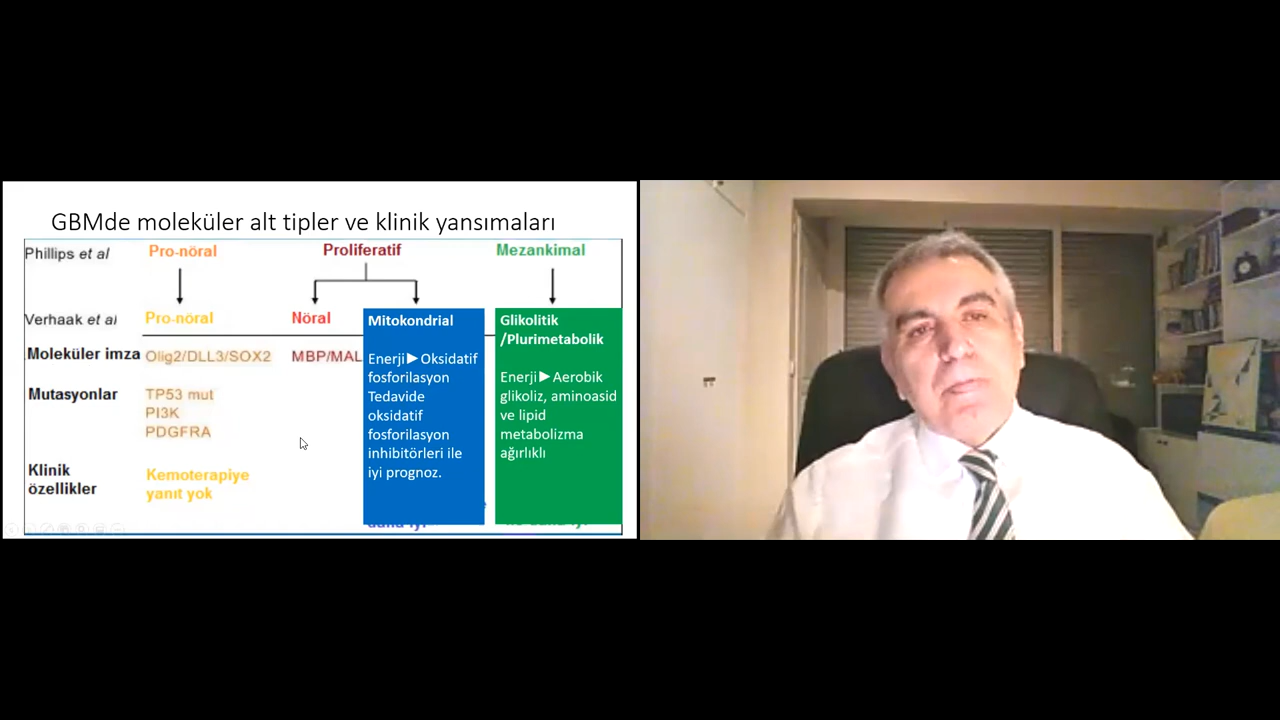 GBMde moleküler alt tipler ve klinik yansımaları
Phillips et al
Pro-nöral
Proliferatif
Mezankimal
Verhaak et al
Pro-nöral
Nöral
Mitokondrial
Glikolitik
/Plurimetabolik
Moleküler imza
Olig2/DLL3/SOX2
MBP/MAL
Enerji►Oksidatif
fosforilasyon
Tedavide
oksidatif
fosforilasyon
inhibitörleri ile
iyi prognoz.
Enerji►Aerobik
glikoliz, aminoasid
ve lipid
metabolizma
ağırlıklı
Mutasyonlar
TP53 mut
PI3K
PDGFRA
Klinik
özellikler
Kemoterapiye
yanıt yok